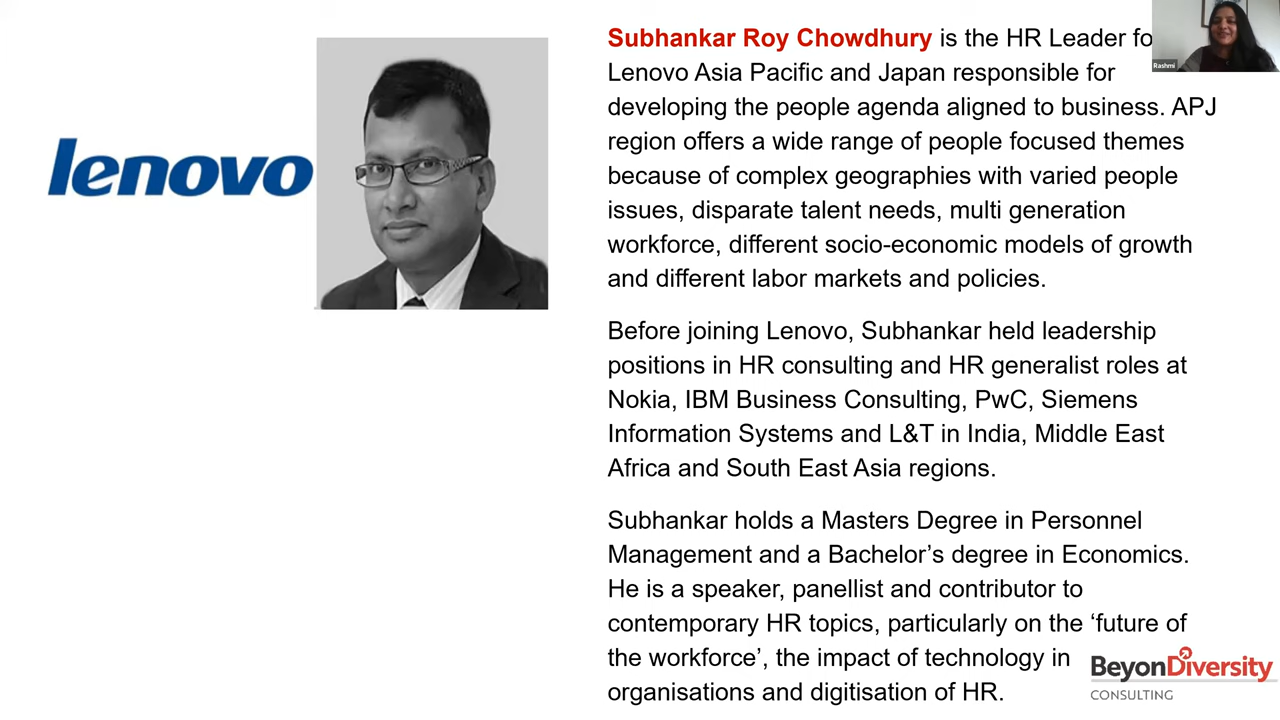 lenovo
Subhankar Roy Chowdhury is the HR Leader fo
Lenovo Asia Pacific and Japan responsible for
developing the people agenda aligned to business. APJ
region offers a wide range of people focused themes
because of complex geographies with varied people
issues, disparate talent needs, multi generation
workforce, different socio-economic models of growth
and different labor markets and policies.
Before joining Lenovo, Subhankar held leadership
positions in HR consulting and HR generalist roles at
Nokia, IBM Business Consulting, PwC, Siemens
Information Systems and L&T in India, Middle East
Africa and South East Asia regions.
Subhankar holds a Masters Degree in Personnel
Management and a Bachelor’s degree in Economics.
He is a speaker, panellist and contributor to
contemporary HR topics, particularly on the ‘future of
the workforce’, the impact of technology in
organisations and digitisation of HR.
Rashmi
BeyonDiversity
CONSULTING